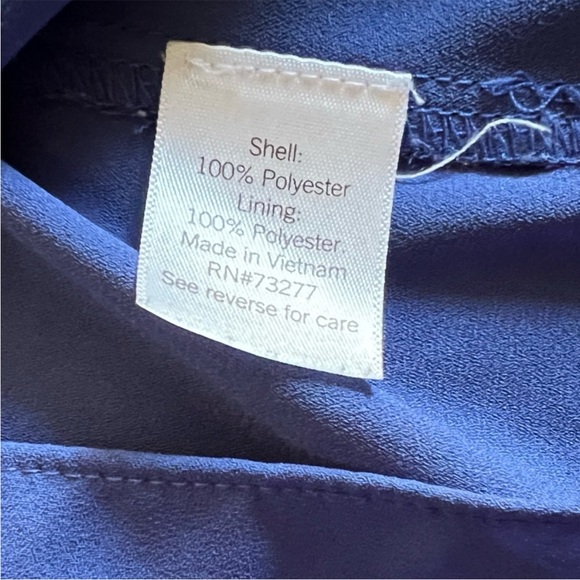 Shell:
100% Polyester
Lining:
100% Polyester.
Made in Vietnam
RN#73277
See reverse for care